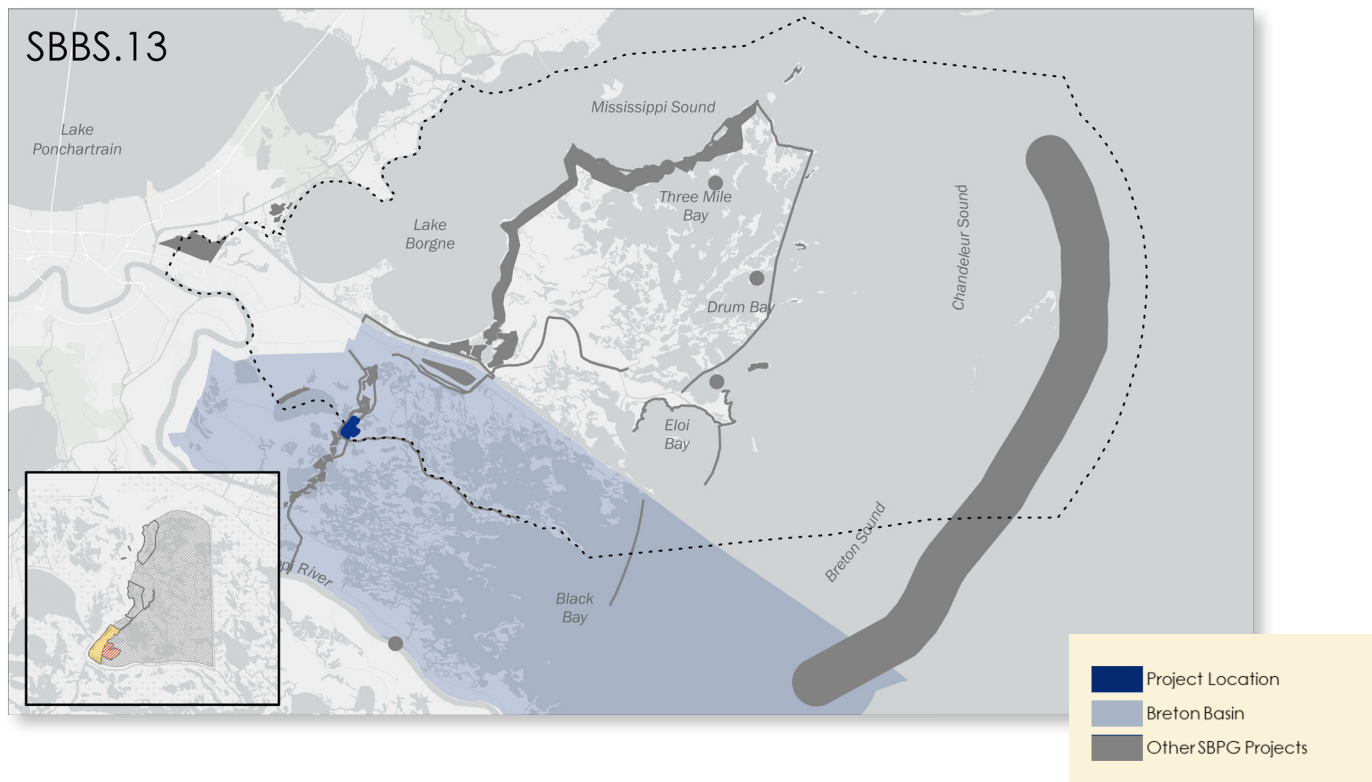 SBBS.13
Mississippi Sound
Lake
Ponchartrain
Three Mile
Bay
Lake
Borgne
Chandeleur Sound
Drum Bay
Eloi
Bay
Breton Sound
ppi River
Black
Bay
Project Location
Breton Basin
Other SBPG Projects